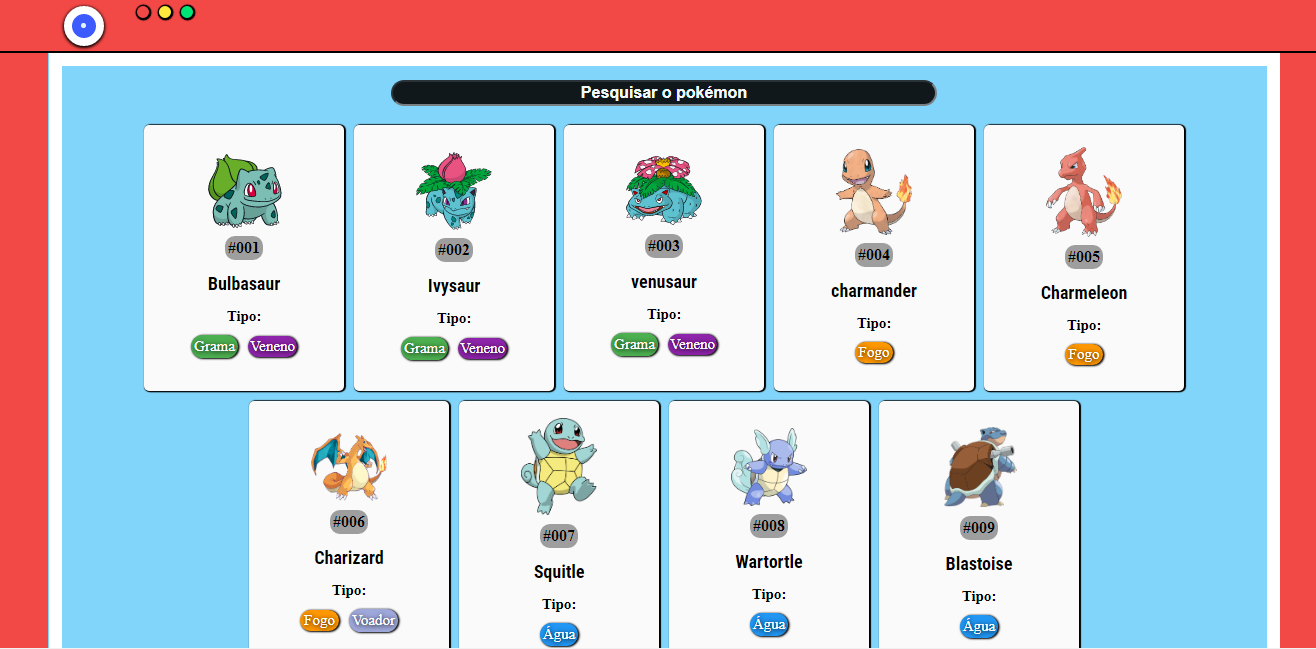 Pesquisar o pokémon
#001
Bulbasaur
Tipo:
Grama Veneno
#002
Ivysaur
Tipo:
Grama Veneno
#003
venusaur
Tipo:
Grama Veneno
#004
charmander
Tipo:
Fogo
#005
Charmeleon
Tipo:
Fogo
#006
Charizard
Tipo:
Fogo Voador
#007
Squitle
Tipo:
Água
#008
Wartortle
Tipo:
Água
#009
Blastoise
Tipo:
Água